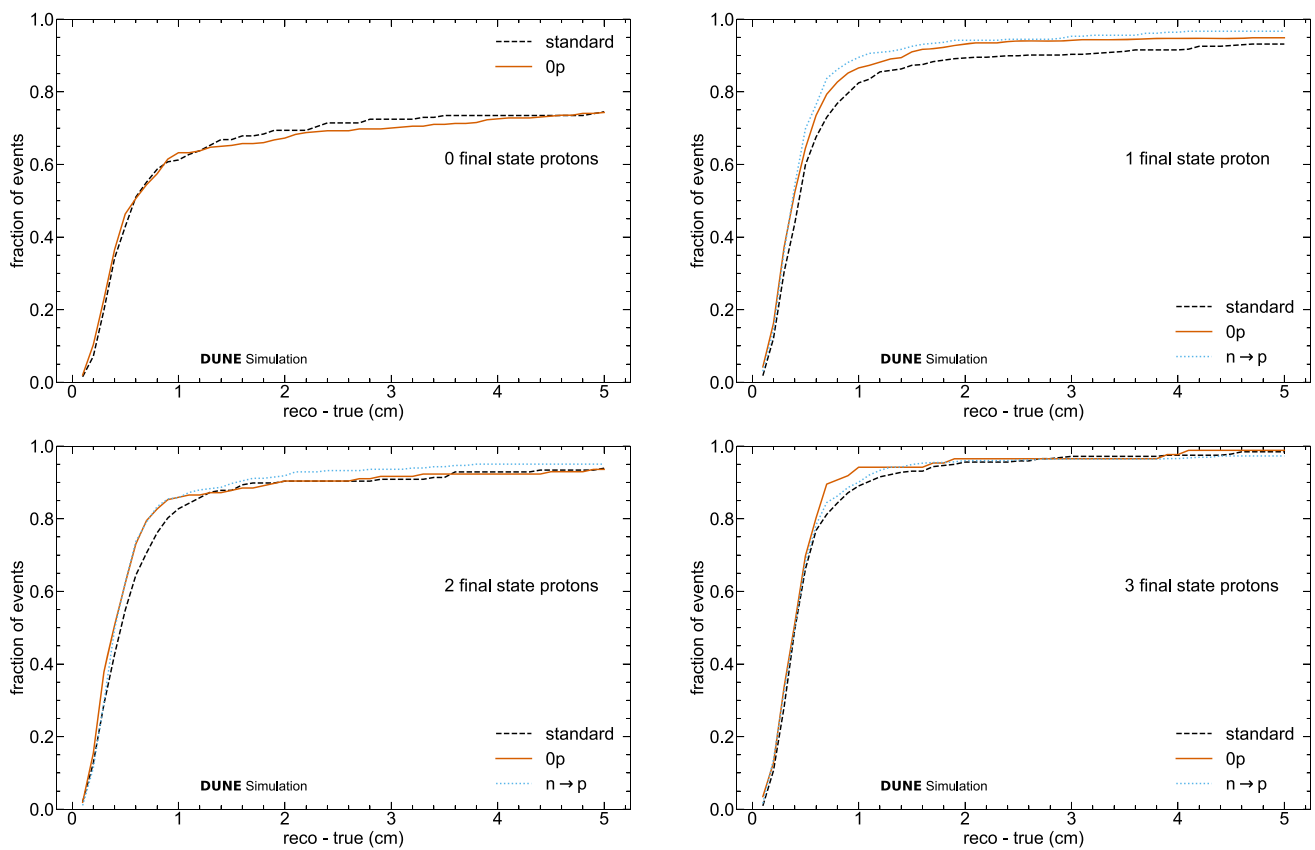 1.0
0.8
0.6
0.4
0.2
0.0
fraction of events
standard
0p
0 final state protons
DUNE Simulation
0 1 2 3 4 5
reco - true (cm)
1.0
0.8
0.6
0.4
0.2
0.0
fraction of events
1 final state proton
standard
0p
n → p
DUNE Simulation
0 1 2 3 4 5
reco - true (cm)
1.0
0.8
0.6
0.4
0.2
0.0
fraction of events
2 final state protons
standard
0p
n → p
DUNE Simulation
0 1 2 3 4 5
reco - true (cm)
1.0
0.8
0.6
0.4
0.2
0.0
fraction of events
3 final state protons
standard
0p
n → p
DUNE Simulation
0 1 2 3 4 5
reco - true (cm)